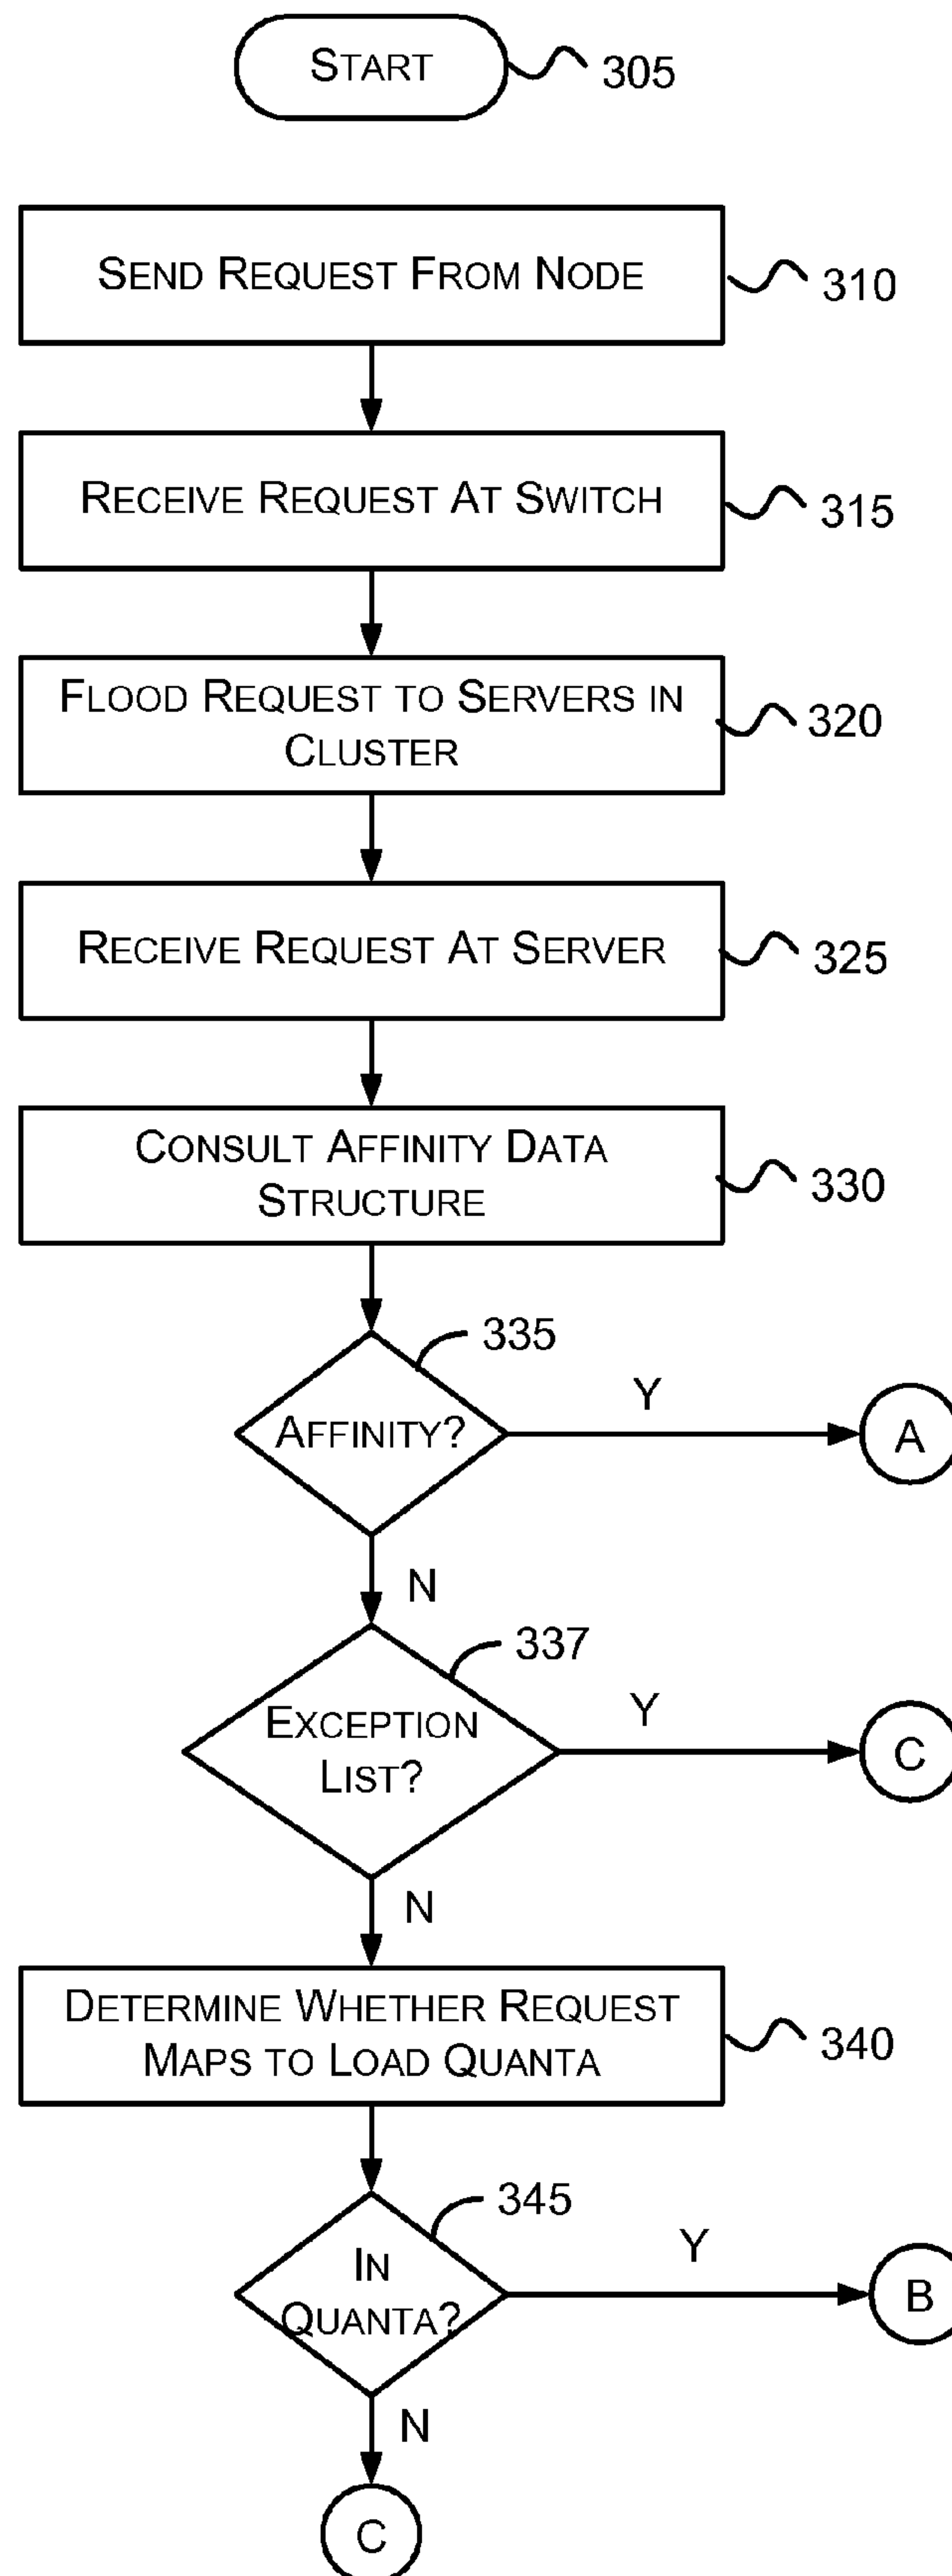 START
305
SEND REQUEST FROM NODE
310
RECEIVE REQUEST AT SWITCH
315
FLOOD REQUEST TO SERVERS IN
CLUSTER
320
RECEIVE REQUEST AT SERVER
325
CONSULT AFFINITY DATA
STRUCTURE
330
335
AFFINITY?
Y
A
N
337
EXCEPTION
LIST?
Y
C
N
DETERMINE WHETHER REQUEST
MAPS TO LOAD QUANTA
340
345
IN
QUANTA?
Y
B
N
C